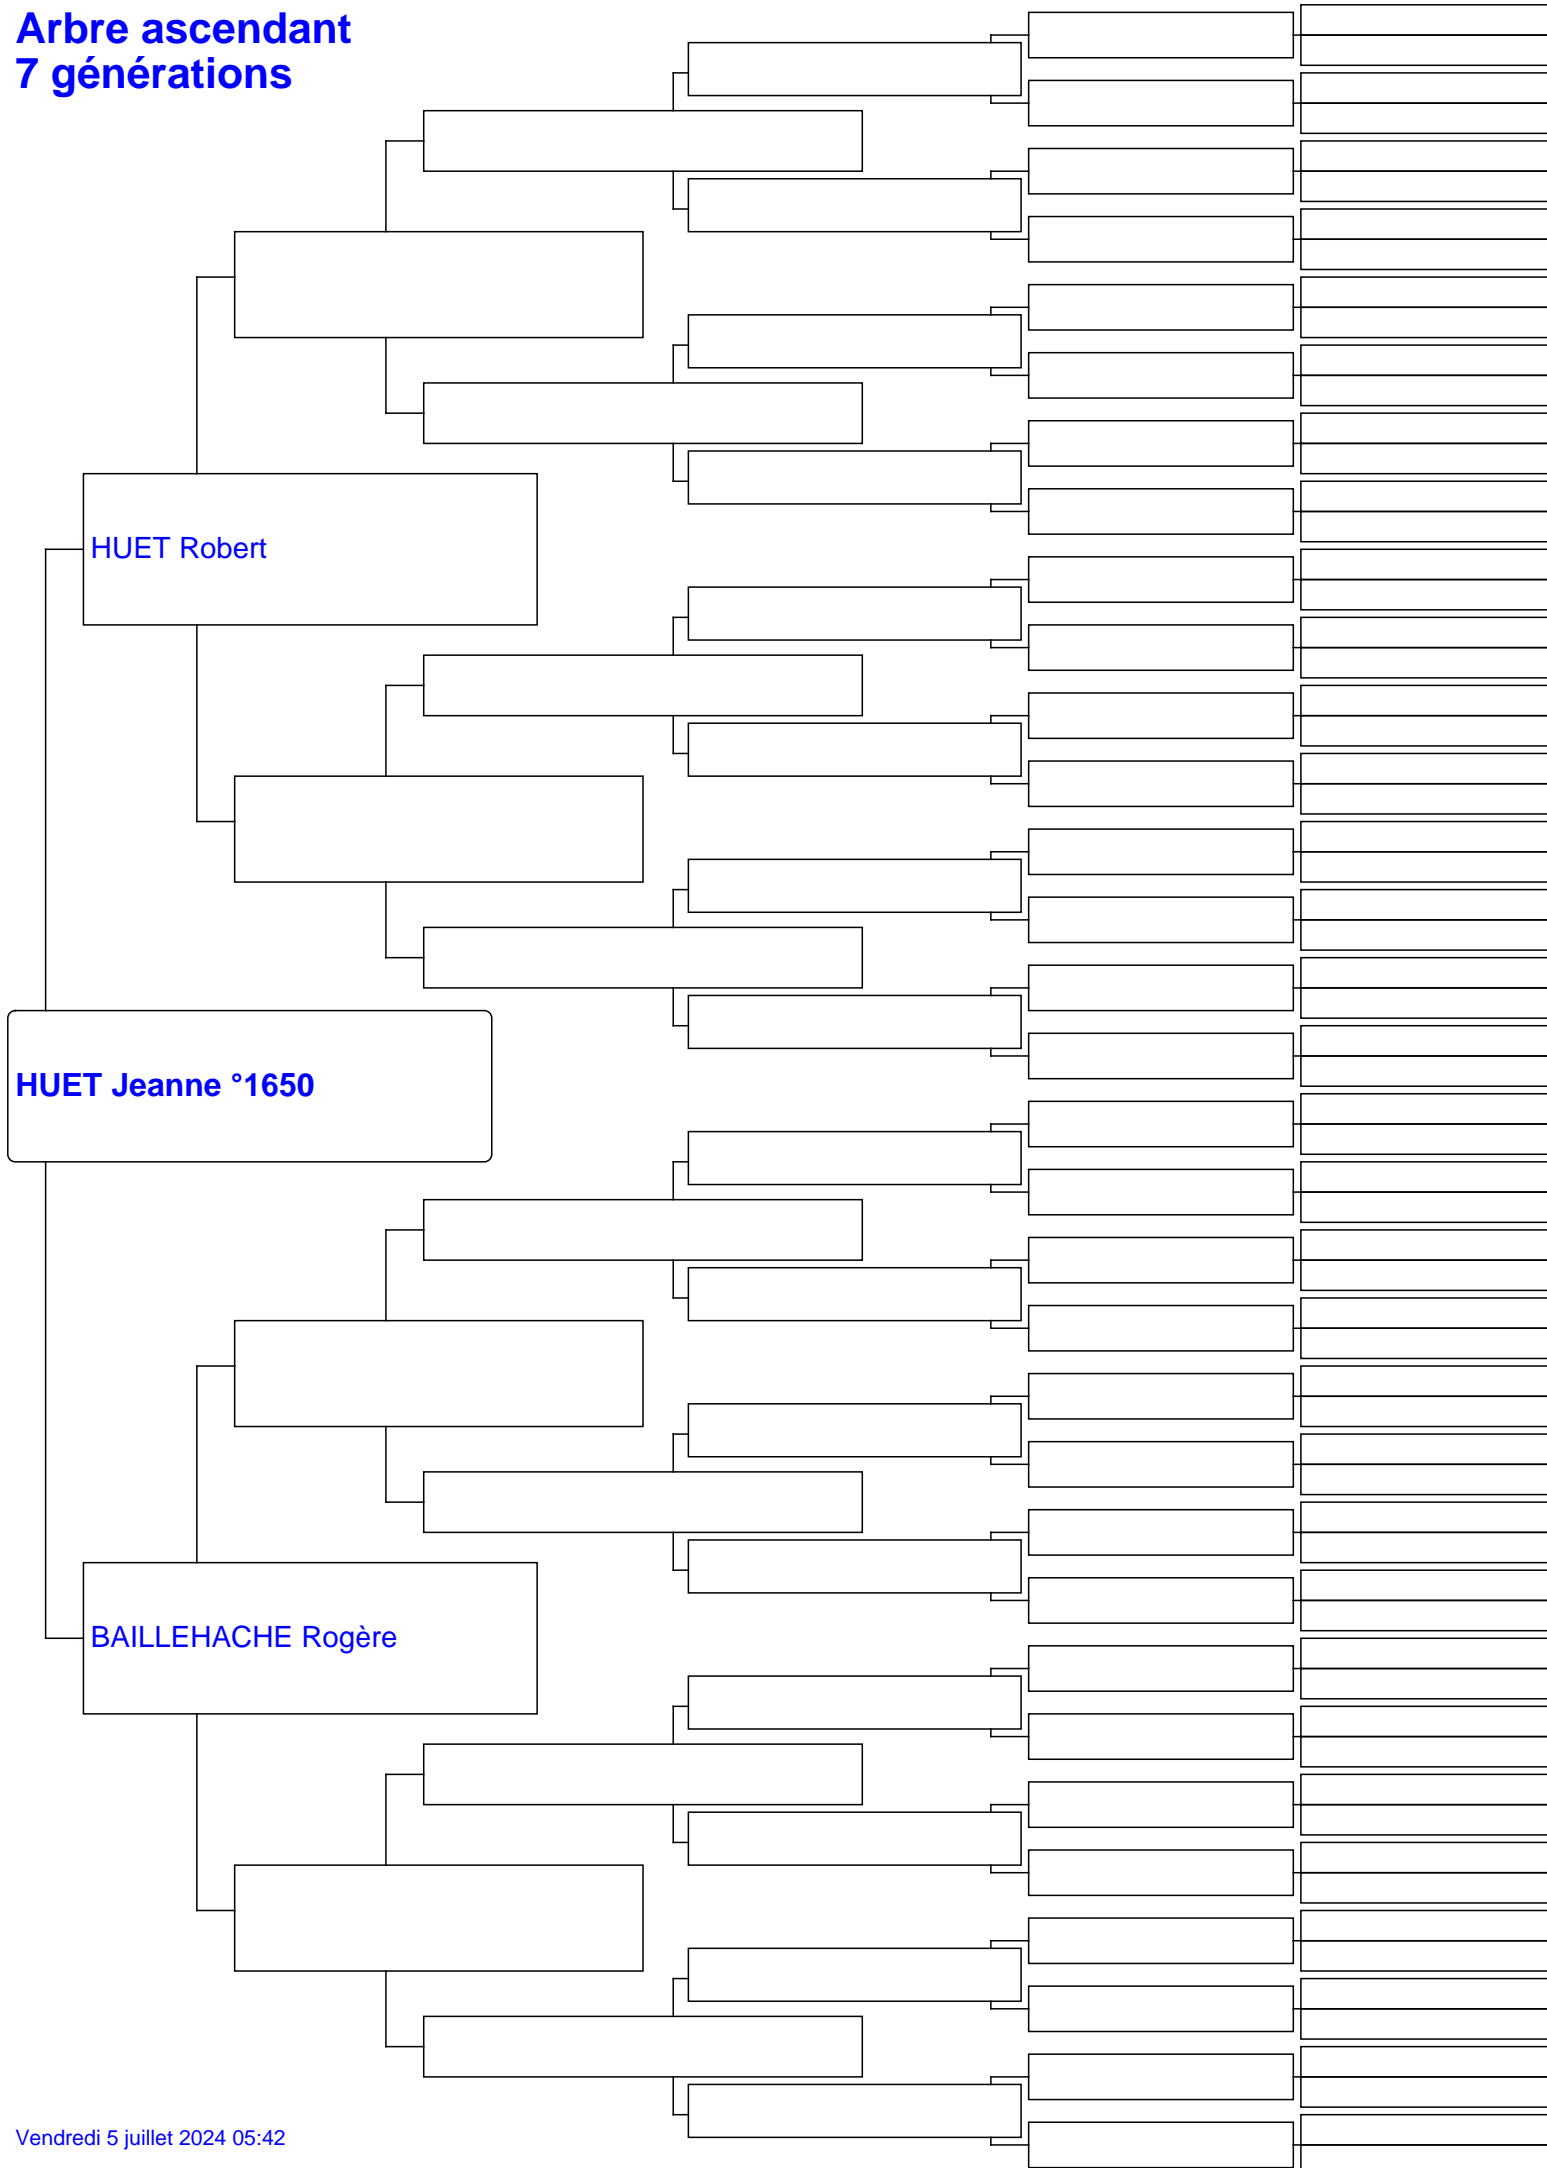 Arbre ascendant
7 générations
HUET Robert
HUET Jeanne °1650
BAILLEHACHE Rogère
Vendredi 5 juillet 2024 05:42